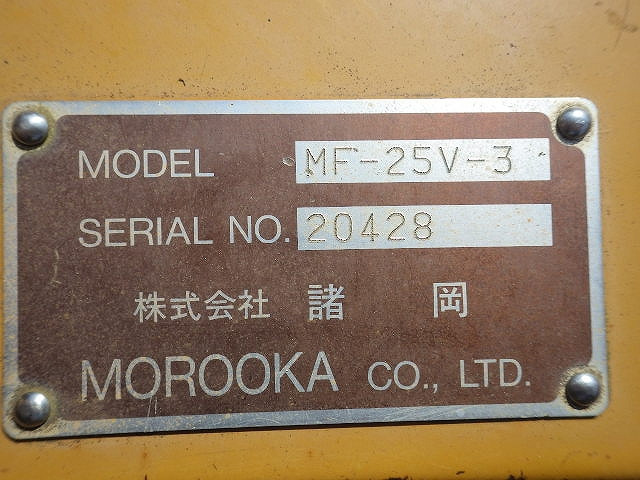 MODEL MF-25V-3
SERIAL NO. 20428
株式会社 諸 岡
MOROOKA CO., LTD.